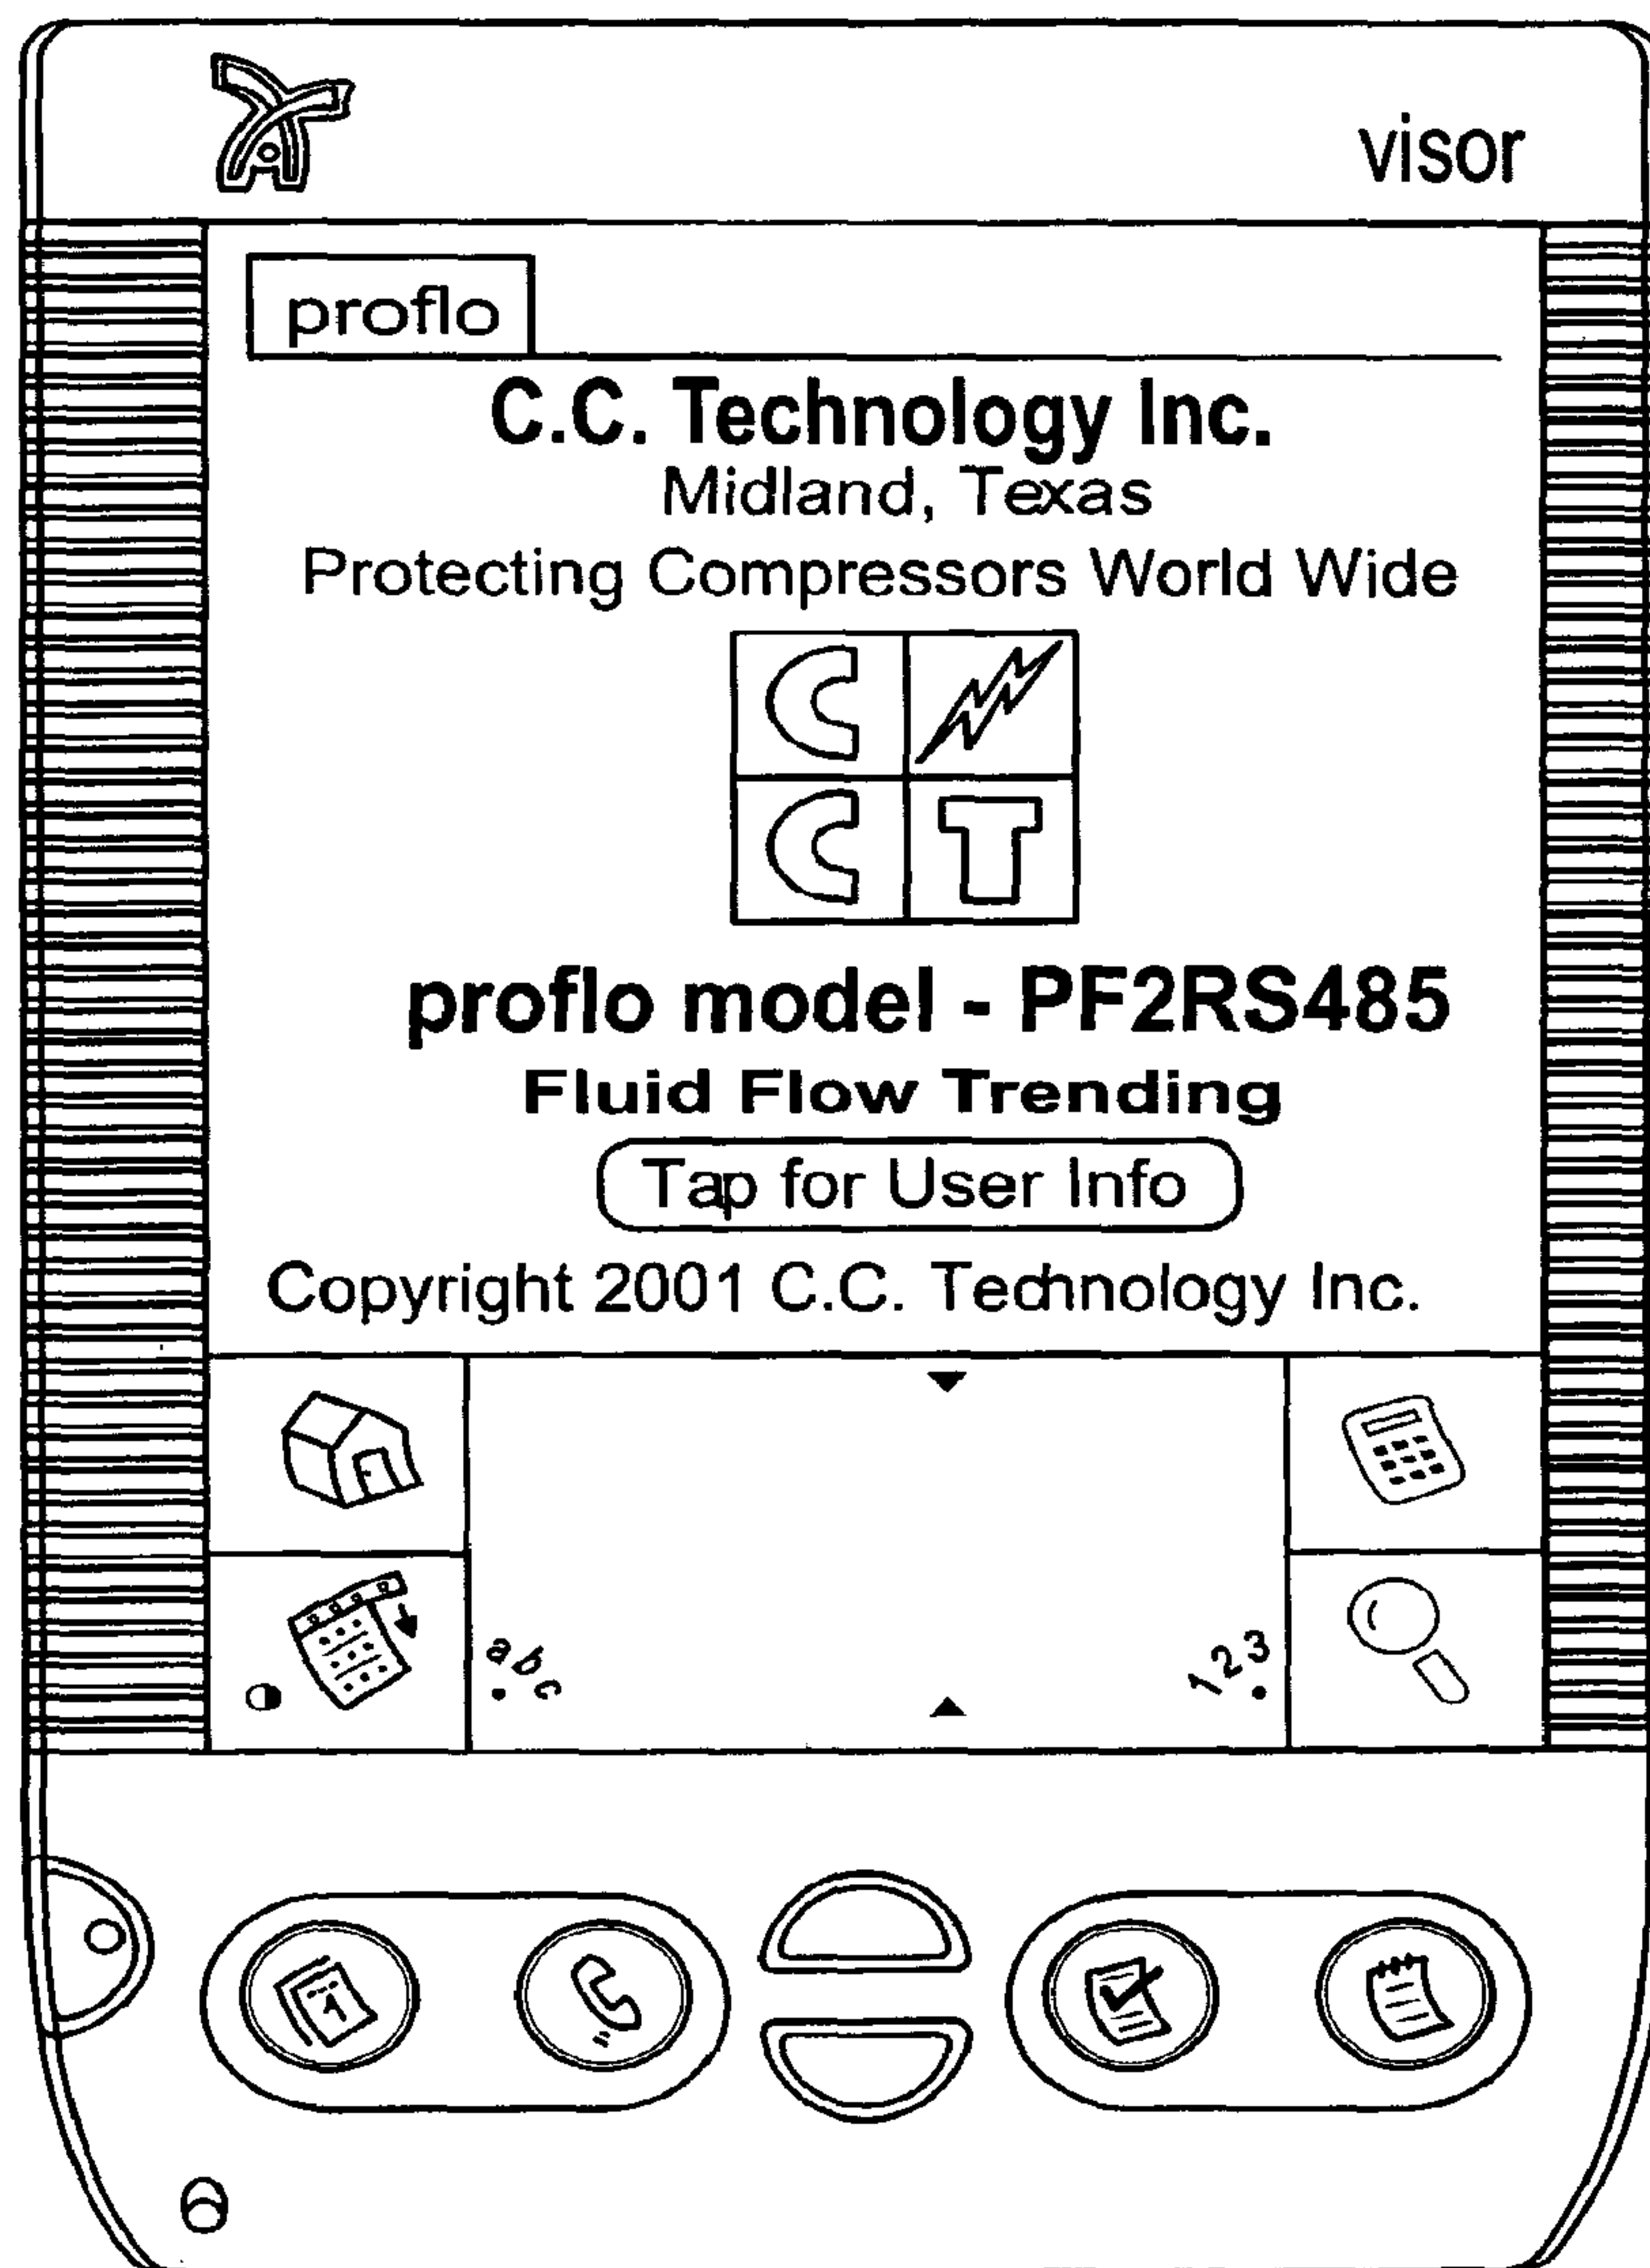 visor
proflo
C.C. Technology Inc.
Midland, Texas
Protecting Compressors World Wide
C
C T
proflo model - PF2RS485
Fluid Flow Trending
Tap for User Info
Copyright 2001 C.C. Technology Inc.
abc
123
1